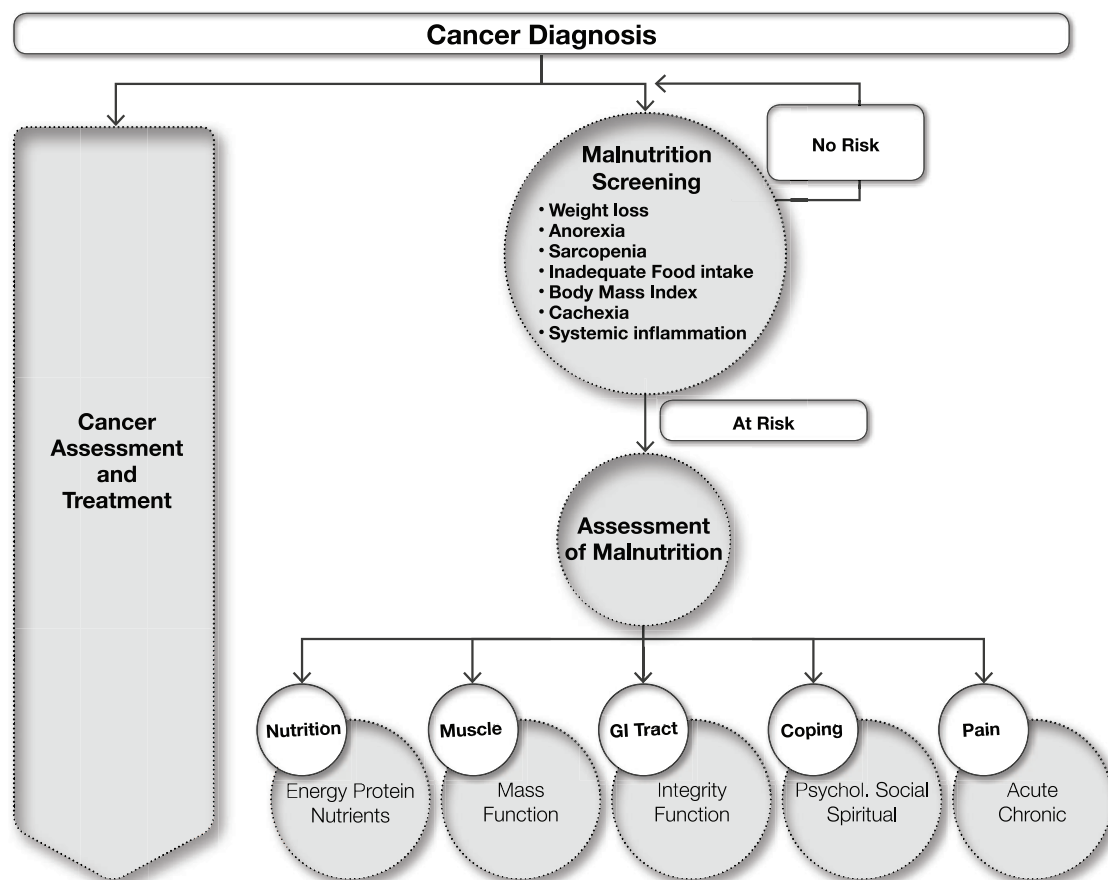 Cancer Diagnosis
No Risk
Malnutrition
Screening
• Weight loss
• Anorexia
• Sarcopenia
• Inadequate Food intake
• Body Mass Index
• Cachexia
• Systemic inflammation
Cancer
Assessment
and
Treatment
At Risk
Assessment
of Malnutrition
Nutrition
Energy Protein
Nutrients
Muscle
Mass
Function
GI Tract
Integrity
Function
Coping
Psychol. Social
Spiritual
Pain
Acute
Chronic